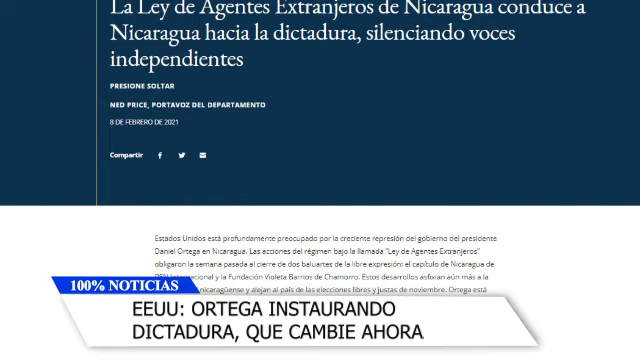 La Ley de Agentes Extranjeros de Nicaragua conduce a
Nicaragua hacia la dictadura, silenciando voces
independientes
PRESIONE SOLTAR
NED PRICE, PORTAVOZ DEL DEPARTAMENTO
8 DE FEBRERO DE 2021
Compartir
Estados Unidos está profundamente preocupado por la creciente represión del gobierno del presidente
Daniel Ortega en Nicaragua. Las acciones del régimen bajo la llamada "Ley de Agentes Extranjeros"
obligaron la semana pasada al cierre de dos baluartes de la libre expresión: el capítulo de Nicaragua de
PEN Internacional y la Fundación Violeta Barrios de Chamorro. Estos desarrollos asfixian aún más a la
nicaragüense y alejan al país de las elecciones libres y justas de noviembre. Ortega está
100% NOTICIAS
EEUU: ORTEGA INSTAURANDO
DICTADURA, QUE CAMBIE AHORA